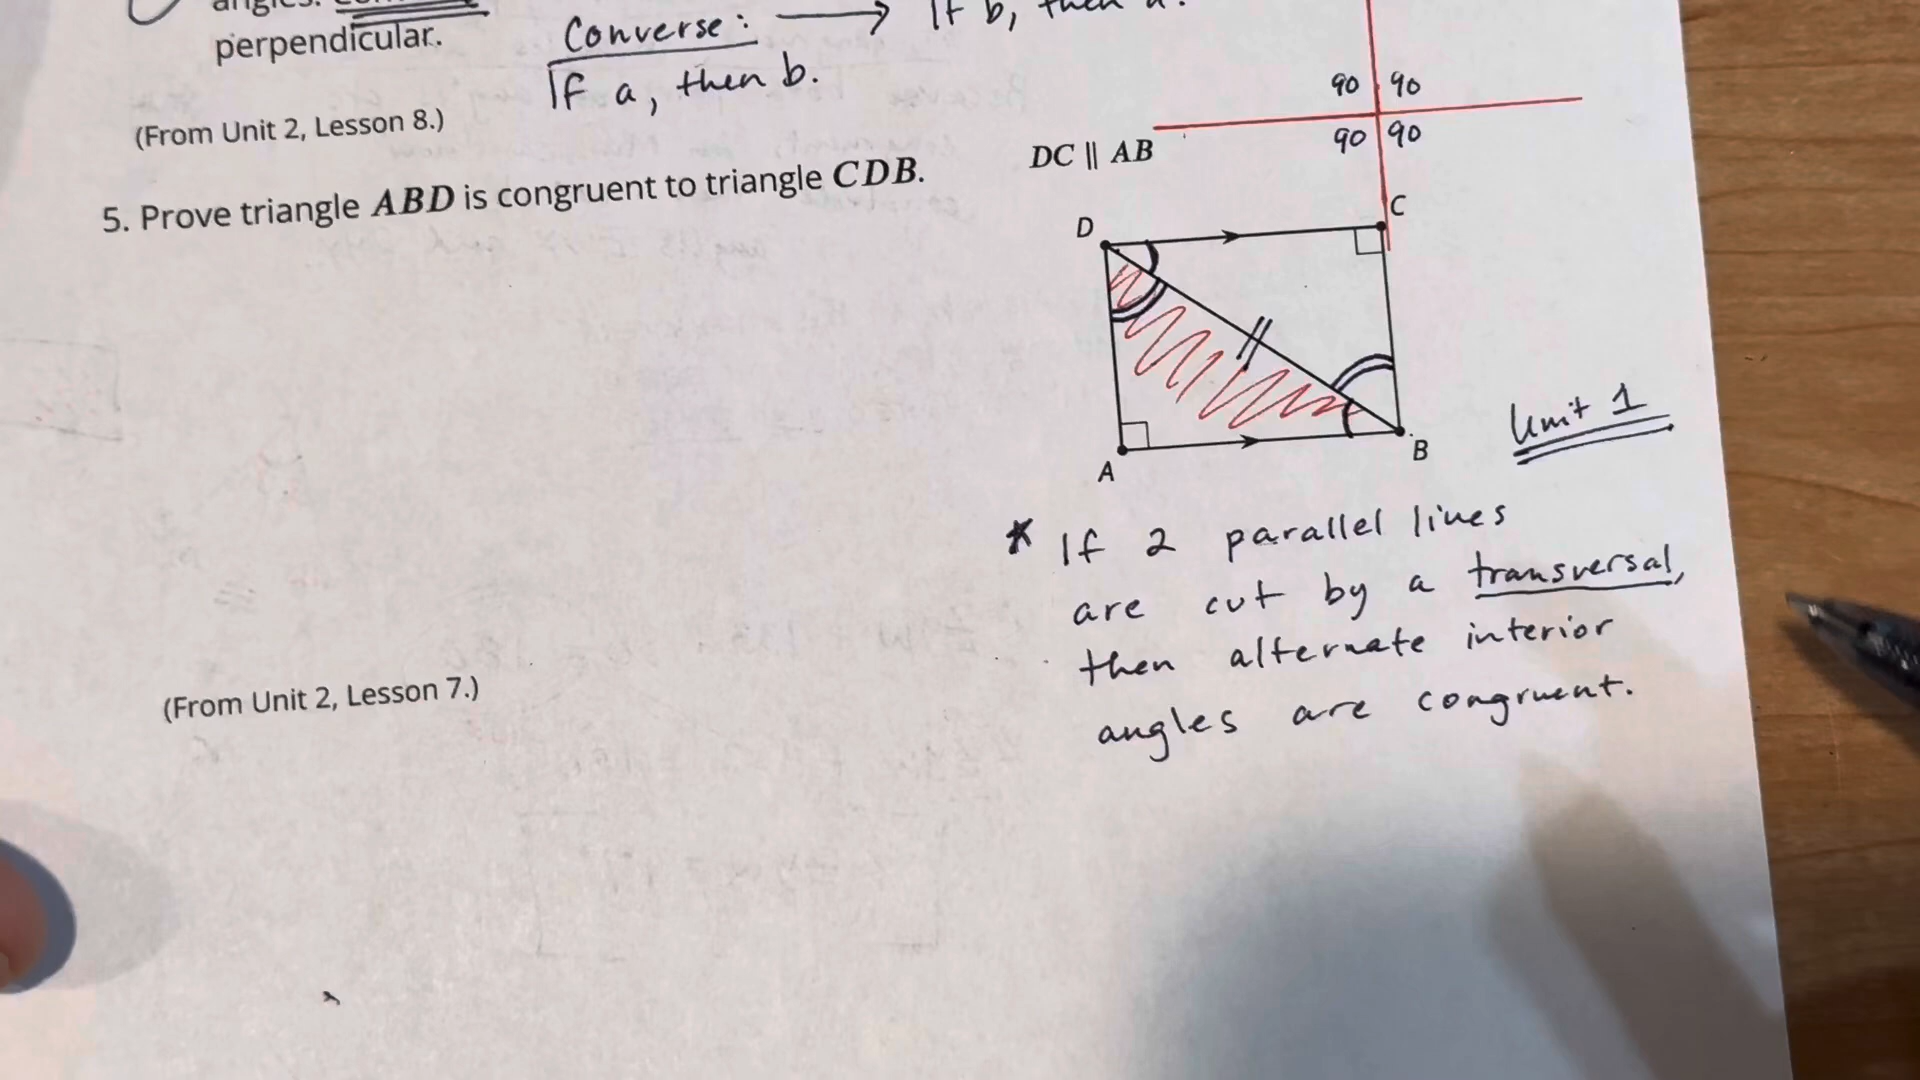 angles.
perpendicular.
Converse: → If b, then a.
If a, then b.
(From Unit 2, Lesson 8.)
90 90
90 90
DC || AB
5. Prove triangle ABD is congruent to triangle CDB.
D
C
A
B
Unit 1
* If 2 parallel lines
are cut by a transversal,
then alternate interior
angles are congruent.
(From Unit 2, Lesson 7.)